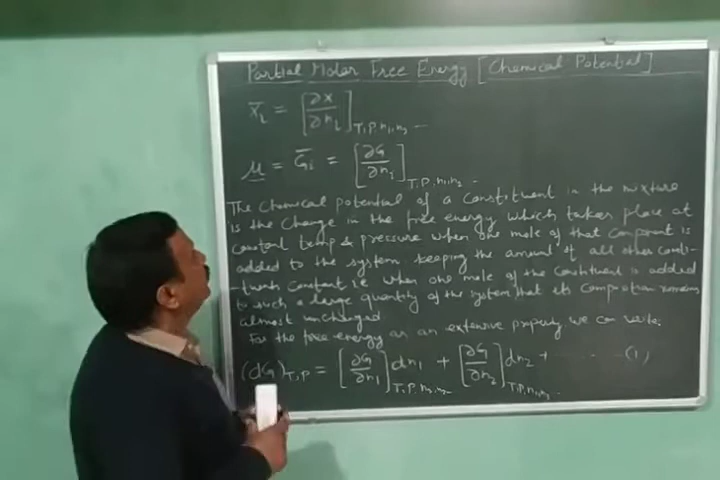 Partial Molar Free Energy [Chemical Potential]
X̄ᵢ = [∂X/∂nᵢ]T,P,n₁,n₂ --
μ = Ḡᵢ = [∂G/∂nᵢ]T,P,n₁,n₂ -
The Chemical potential of a Constituent in the mixture
is the Change in the free energy which takes place at
constant temp & pressure when one mole of that Component is
added to the system keeping the amount of all other consti-
-tuents constant i.e when one mole of the Constituent is added
to such a large quantity of the system that its Composition remains
almost unchanged
For the free energy as an extensive property we can write.
(dG)T,P = [∂G/∂n₁]T,P,n₂,n₃ -- dn₁ + [∂G/∂n₂]T,P,n₁,n₃ -- dn₂ + ------- (1)